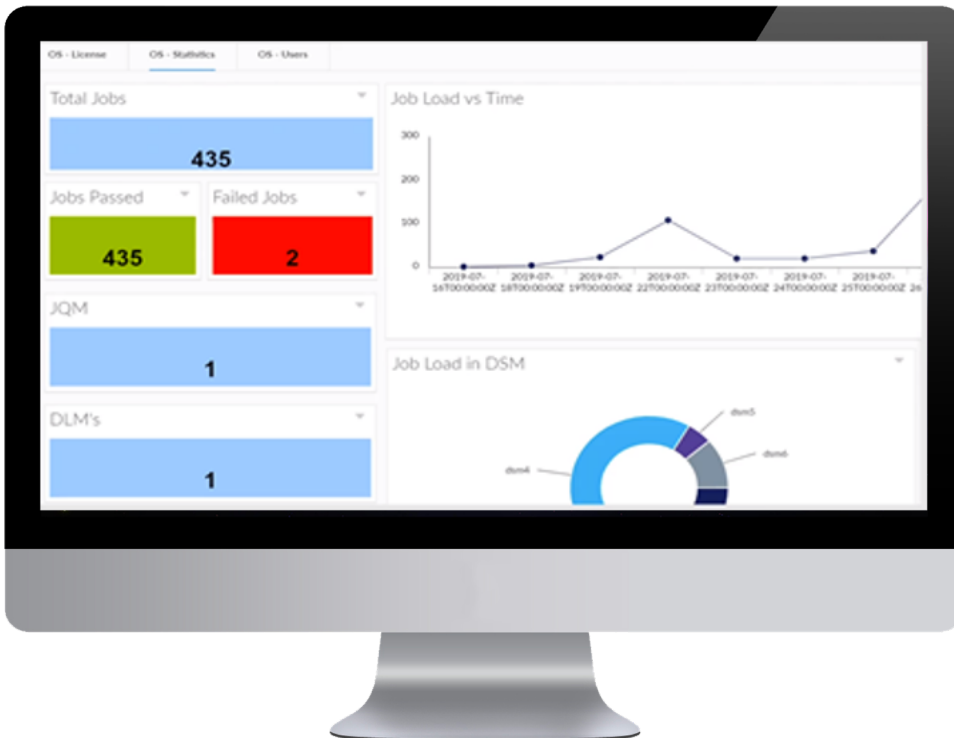 OS - License
OS - Statistics
OS - Users
Total Jobs
435
Jobs Passed
Failed Jobs
435
2
JQM
1
DLM's
1
Job Load vs Time
300
200
100
0
2019-07-
2019-07-
2019-07-
2019-07-
2019-07-
2019-07-
2019-07-
16T00:00:00Z
18T00:00:00Z
19T00:00:00Z
22T00:00:00Z
23T00:00:00Z
24T00:00:00Z
25T00:00:00Z
26
Job Load in DSM
dsm5
dsm4
dsm6